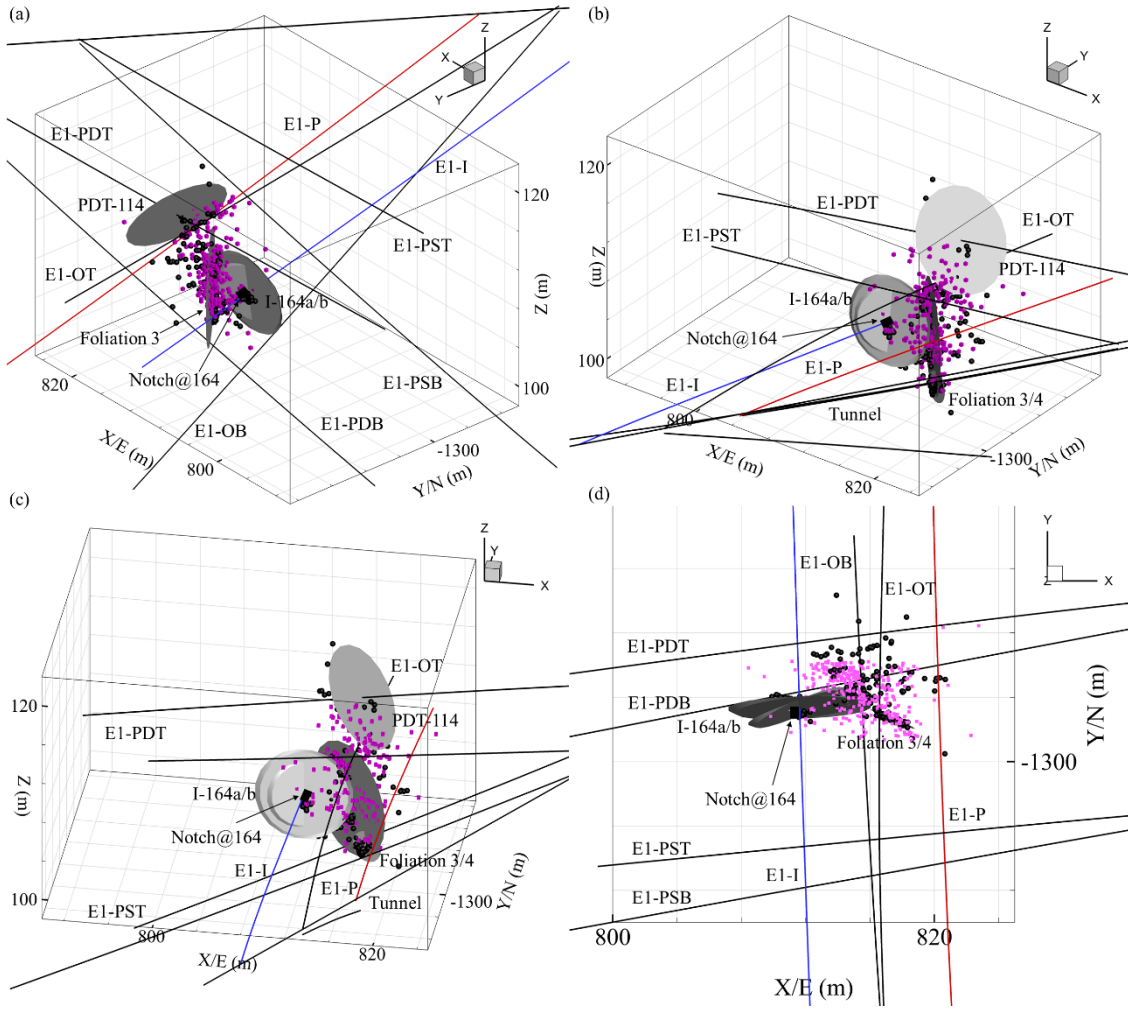 (a)
Z
X
Y
E1-P
E1-PDT
E1-I
PDT-114
120
E1-PST
E1-OT
I-164a/b
Z (m)
Foliation 3
Notch@164
E1-PSB
100
820
E1-PDB
X/E (m)
E1-OB
-1300
800
Y/N (m)
(b)
Z
Y
X
120
E1-PDT
E1-OT
E1-PST
Z (m)
PDT-114
I-164a/b
Notch@164
100
E1-P
E1-I
Foliation 3/4
800
Tunnel
X/E (m)
-1300
Y/N (m)
820
(c)
Z
Y
X
E1-OT
120
PDT-114
E1-PDT
Z (m)
I-164a/b
Notch@164
Foliation 3/4
E1-I
E1-P
100
Tunnel
-1300
Y/N (m)
E1-PST
800
820
X/E (m)
(d)
Y
Z
X
E1-OB
E1-OT
E1-PDT
E1-PDB
I-164a/b
Foliation 3/4
Y/N (m)
-1300
Notch@164
E1-P
E1-PST
E1-I
E1-PSB
800
820
X/E (m)